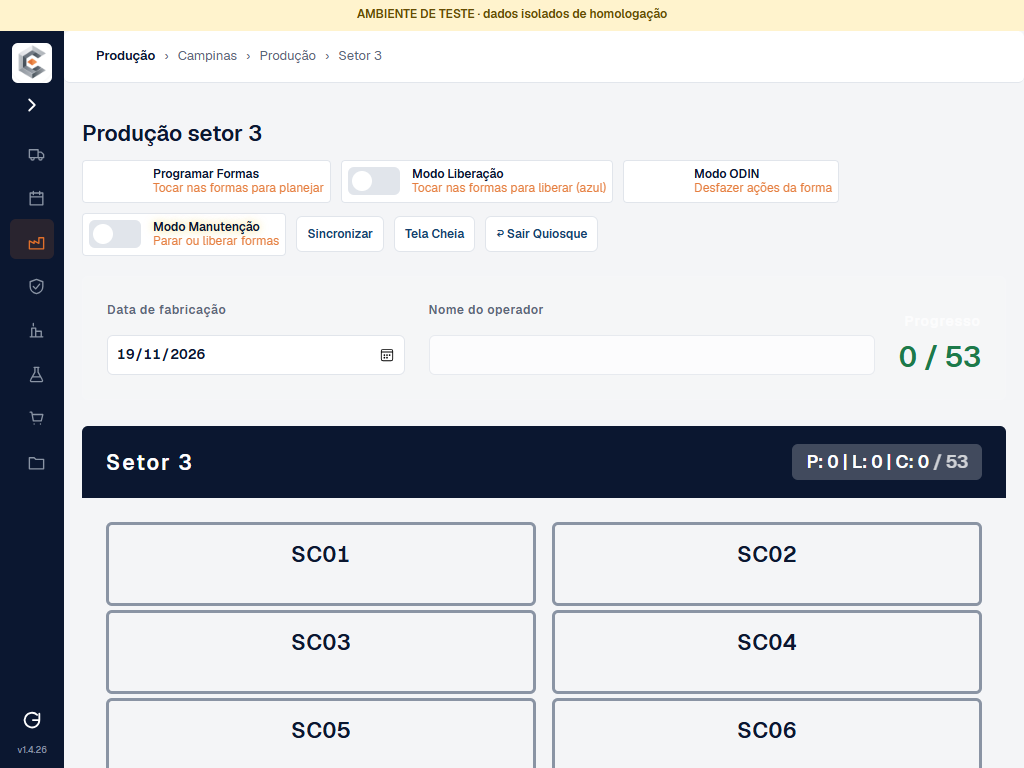 AMBIENTE DE TESTE · dados isolados de homologação
Produção › Campinas › Produção › Setor 3
Produção setor 3
Programar Formas
Tocar nas formas para planejar
Modo Liberação
Tocar nas formas para liberar (azul)
Modo ODIN
Desfazer ações da forma
Modo Manutenção
Parar ou liberar formas
Sincronizar
Tela Cheia
Sair Quiosque
Data de fabricação
19/11/2026
Nome do operador
Progresso
0 / 53
Setor 3
P: 0 | L: 0 | C: 0 / 53
SC01
SC02
SC03
SC04
SC05
SC06
v1.4.26